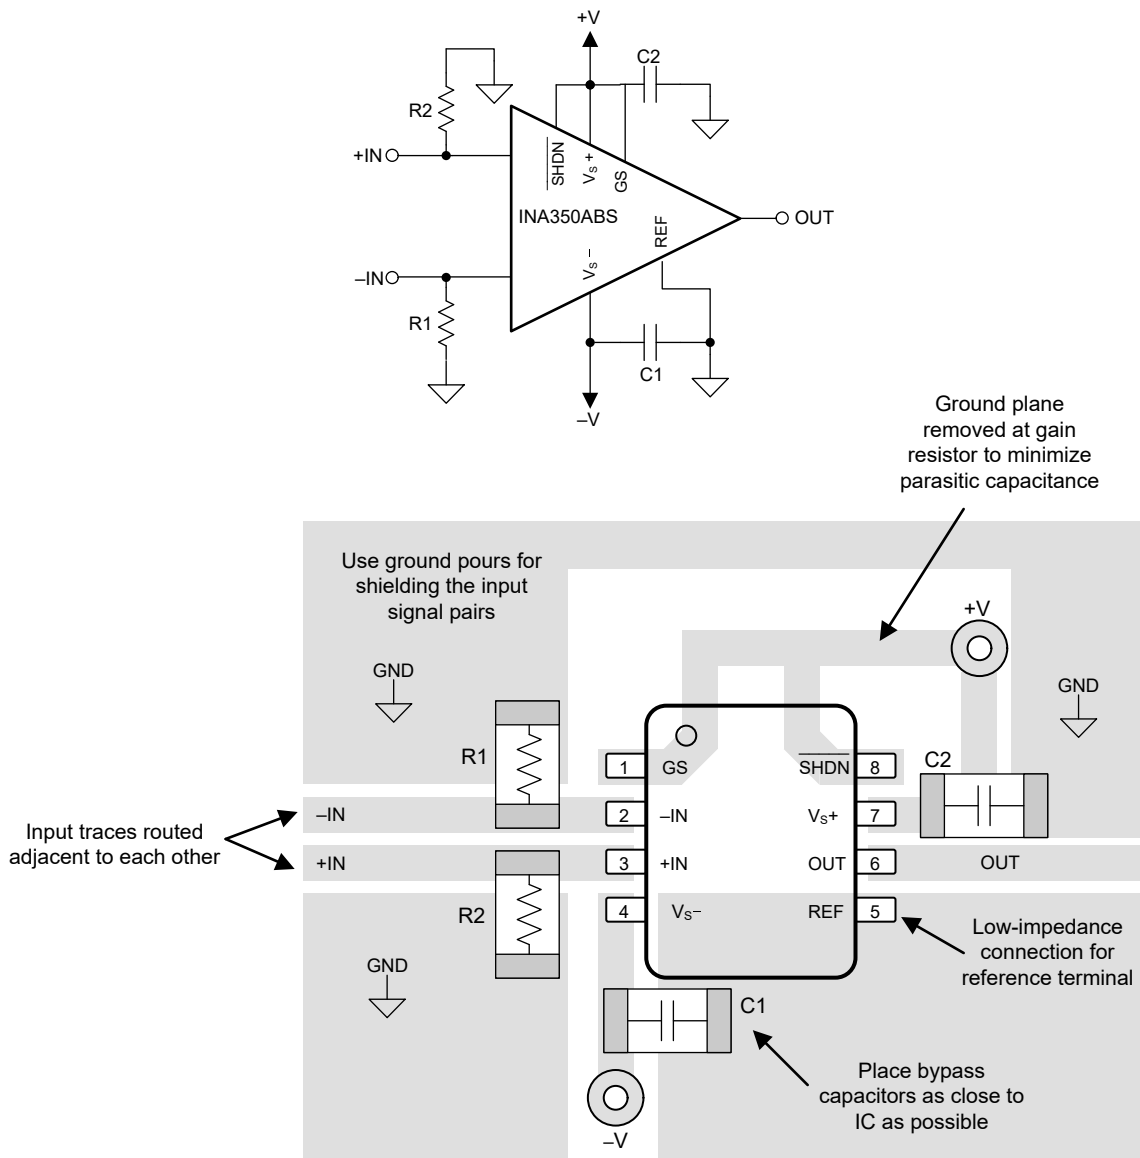 +V
C2
R2
+IN
SHDN
VS +
GS
INA350ABS
REF
OUT
–IN
VS –
R1
C1
–V
Ground plane
removed at gain
resistor to minimize
parasitic capacitance
Use ground pours for
shielding the input
signal pairs
+V
GND
GND
R1
C2
1
GS
SHDN
8
Input traces routed
adjacent to each other
–IN
2
–IN
VS+
7
+IN
3
+IN
OUT
6
OUT
R2
4
VS–
REF
5
Low-impedance
connection for
reference terminal
GND
C1
Place bypass
capacitors as close to
IC as possible
–V